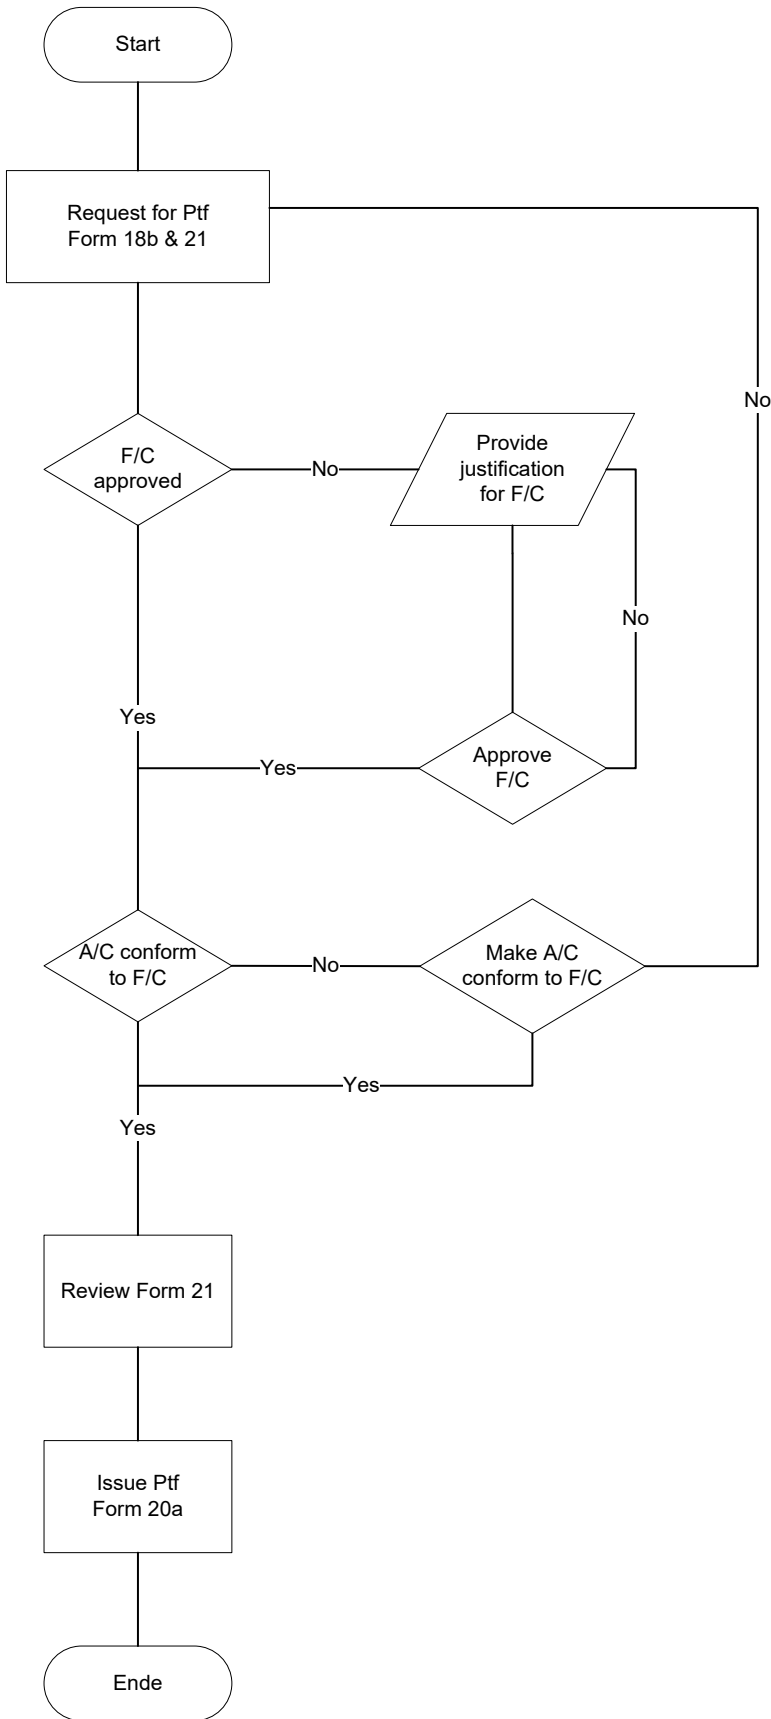 Start
Request for Ptf
Form 18b & 21
No
F/C
approved
No
Provide
justification
for F/C
No
Yes
Yes
Approve
F/C
A/C conform
to F/C
No
Make A/C
conform to F/C
Yes
Yes
Review Form 21
Issue Ptf
Form 20a
Ende